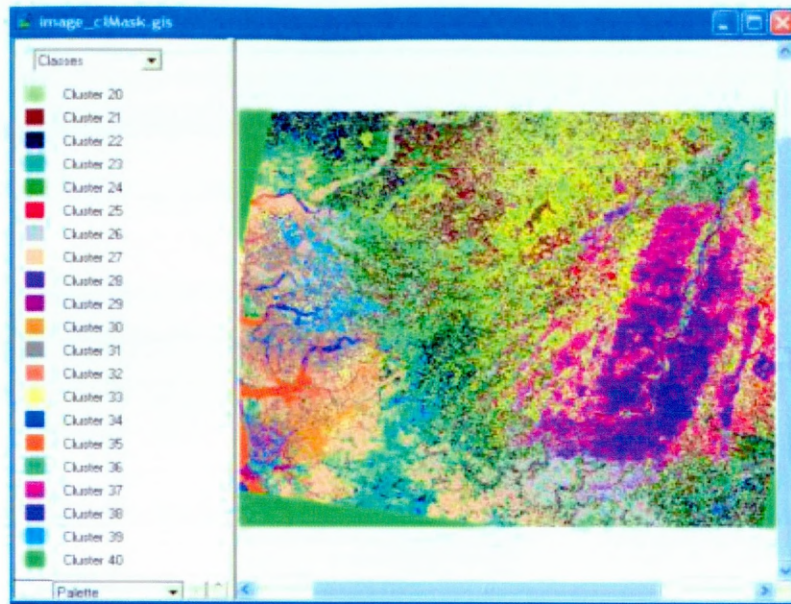 image_clMask.gis
Classes
Cluster 20
Cluster 21
Cluster 22
Cluster 23
Cluster 24
Cluster 25
Cluster 26
Cluster 27
Cluster 28
Cluster 29
Cluster 30
Cluster 31
Cluster 32
Cluster 33
Cluster 34
Cluster 35
Cluster 36
Cluster 37
Cluster 38
Cluster 39
Cluster 40
Palette